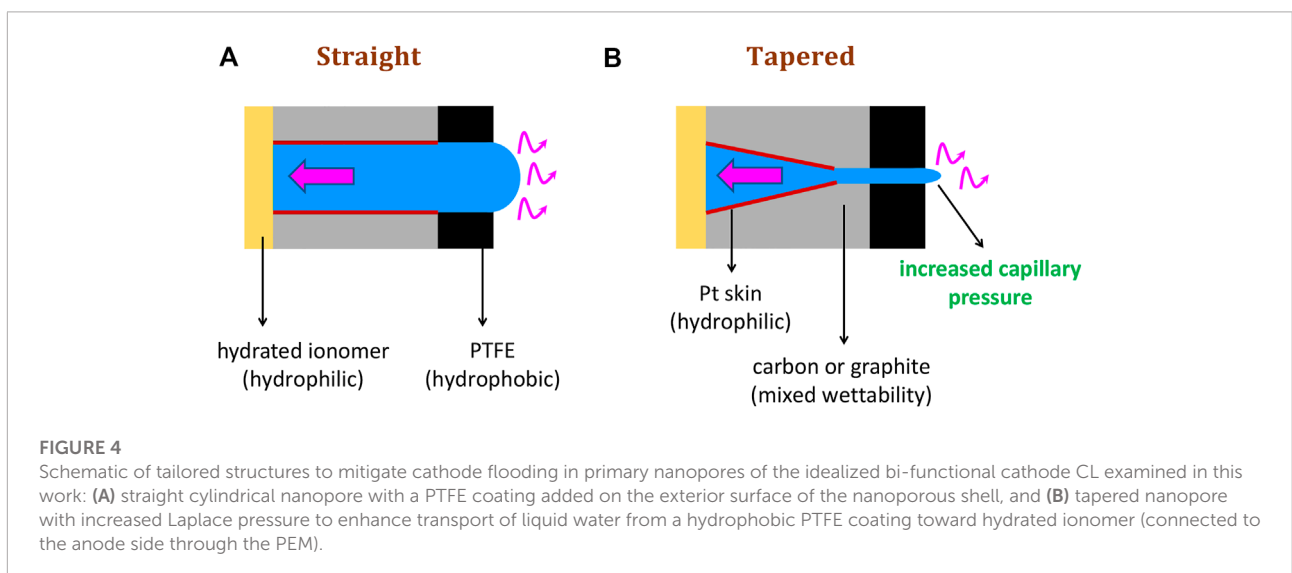 A Straight
B Tapered
hydrated ionomer
(hydrophilic)
PTFE
(hydrophobic)
Pt skin
(hydrophilic)
carbon or graphite
(mixed wettability)
increased capillary
pressure
FIGURE 4
Schematic of tailored structures to mitigate cathode flooding in primary nanopores of the idealized bi-functional cathode CL examined in this
work: (A) straight cylindrical nanopore with a PTFE coating added on the exterior surface of the nanoporous shell, and (B) tapered nanopore
with increased Laplace pressure to enhance transport of liquid water from a hydrophobic PTFE coating toward hydrated ionomer (connected to
the anode side through the PEM).